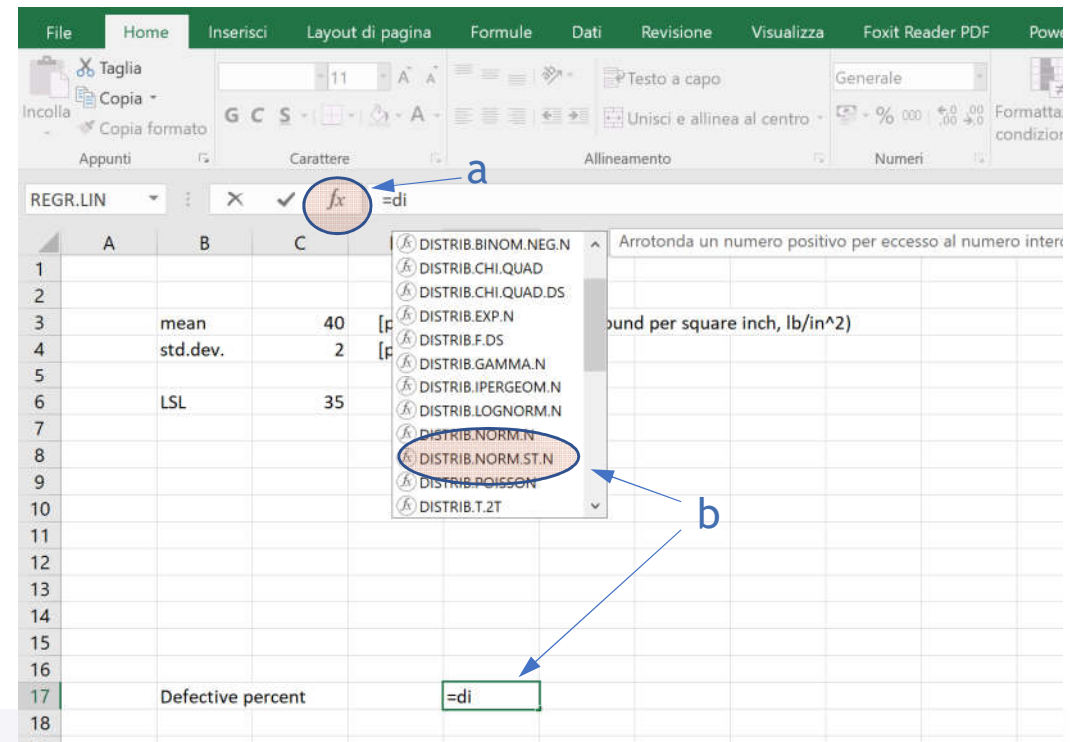 File Home Inserisci Layout di pagina Formule Dati Revisione Visualizza Foxit Reader PDF Powe
Taglia
Copia
Copia formato
Incolla
11 A A
G C S A
Testo a capo
Unisci e allinea al centro
Generale
% 000 ,00
Formatta
condizion
Appunti Carattere Allineamento Numeri
a
REGR.LIN fx =di
A B C
Arrotonda un numero positivo per eccesso al numero interc
DISTRIB.BINOM.NEG.N
DISTRIB.CHI.QUAD
DISTRIB.CHI.QUAD.DS
DISTRIB.EXP.N
DISTRIB.F.DS
DISTRIB.GAMMA.N
DISTRIB.IPERGEOM.N
DISTRIB.LOGNORM.N
DISTRIB.NORM.N
DISTRIB.NORM.ST.N
DISTRIB.POISSON
DISTRIB.T.2T
b
1
2
3 mean 40 [p ound per square inch, lb/in^2)
4 std.dev. 2 [p
5
6 LSL 35
7
8
9
10
11
12
13
14
15
16
17 Defective percent =di
18